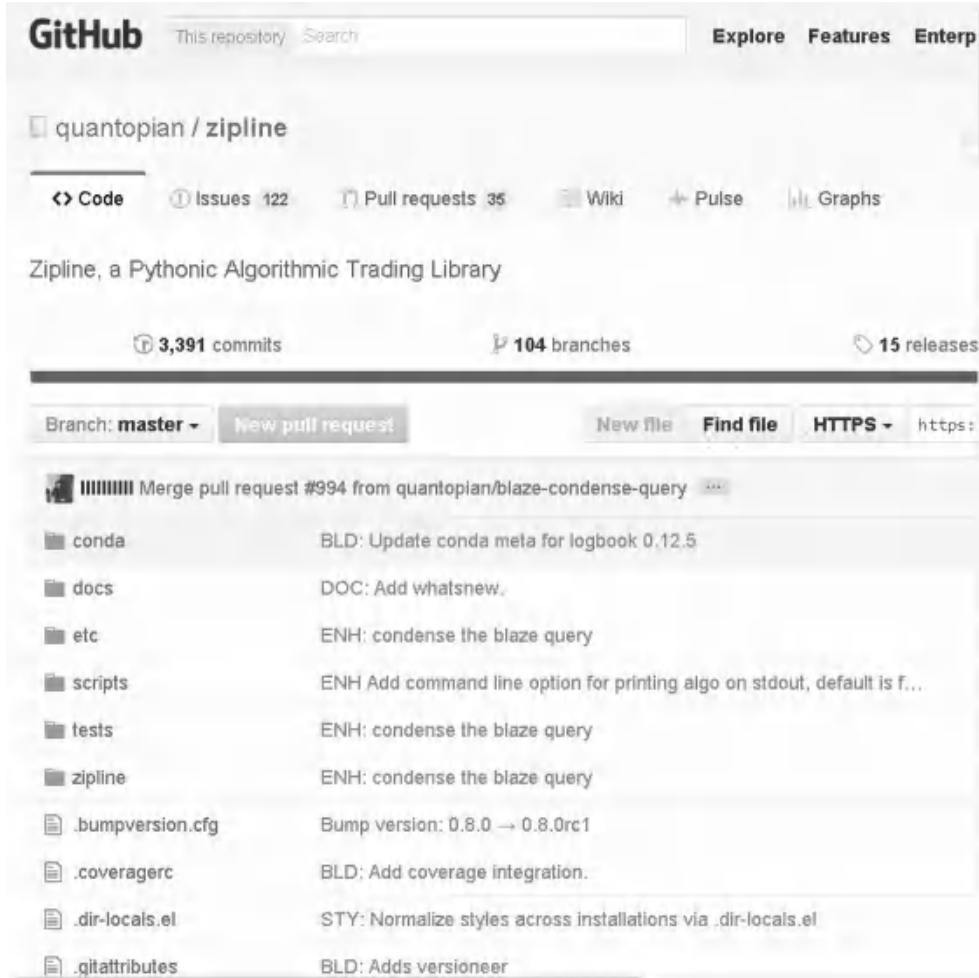 GitHub This repository Search Explore Features Enterp
quantopian / zipline
<> Code Issues 122 Pull requests 35 Wiki Pulse Graphs
Zipline, a Pythonic Algorithmic Trading Library
3,391 commits 104 branches 15 releases
Branch: master New pull request New file Find file HTTPS https:
Merge pull request #994 from quantopian/blaze-condense-query ...
conda BLD: Update conda meta for logbook 0.12.5
docs DOC: Add whatsnew.
etc ENH: condense the blaze query
scripts ENH Add command line option for printing algo on stdout, default is f...
tests ENH: condense the blaze query
zipline ENH: condense the blaze query
.bumpversion.cfg Bump version: 0.8.0 → 0.8.0rc1
.coveragerc BLD: Add coverage integration.
.dir-locals.el STY: Normalize styles across installations via .dir-locals.el
.gitattributes BLD: Adds versioneer